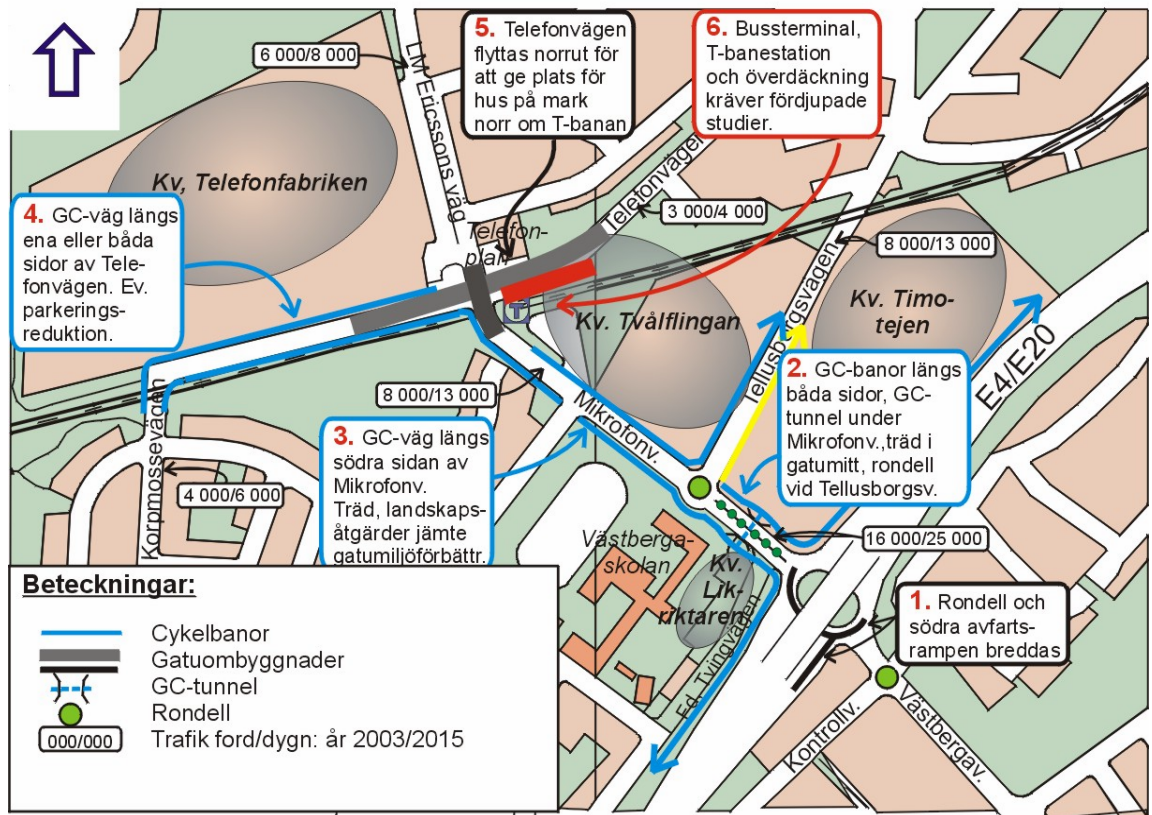 6 000/8 000
LM Ericssons väg
5. Telefonvägen
flyttas norrut för
att ge plats för
hus på mark
norr om T-banan
6. Bussterminal,
T-banestation
och överdäckning
kräver fördjupade
studier.
Kv, Telefonfabriken
Telefonvägen
3 000/4 000
4. GC-väg längs
ena eller båda
sidor av Tele-
fonvägen. Ev.
parkerings-
reduktion.
Telefon-
plan
8 000/13 000
T
Kv. Tvålflingan
Kv. Timo-
tejen
Tellusborgsvägen
E4/E20
8 000/13 000
Mikrofonv.
2. GC-banor längs
båda sidor, GC-
tunnel under
Mikrofonv.,träd i
gatumitt, rondell
vid Tellusborgsv.
3. GC-väg längs
södra sidan av
Mikrofonv.
Träd, landskaps-
åtgärder jämte
gatumiljöförbättr.
Korpmossevägen
4 000/6 000
Västberga-
skolan
16 000/25 000
Kv.
Lik-
riktaren
Fd. Tvingvägen
1. Rondell och
södra avfarts-
rampen breddas
Kontrollv.
Västbergav.
Beteckningar:
Cykelbanor
Gatuombyggnader
GC-tunnel
Rondell
000/000 Trafik ford/dygn: år 2003/2015